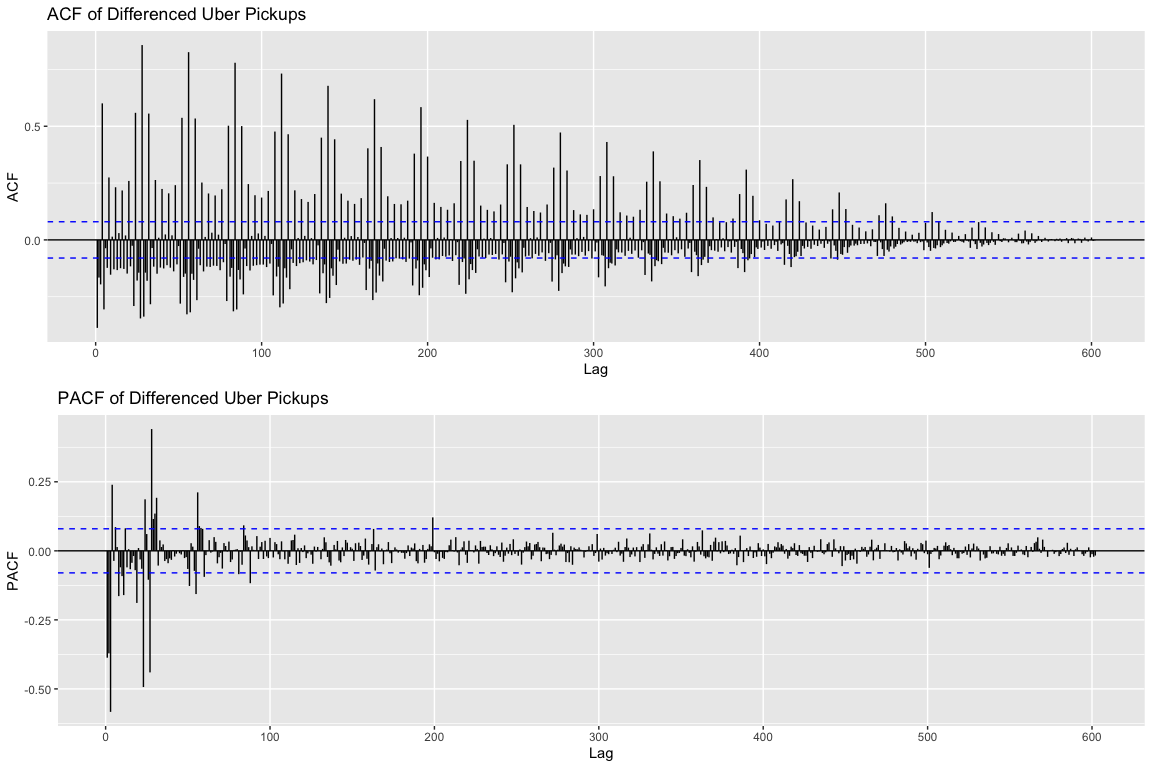 ACF of Differenced Uber Pickups
0.5
0.0
ACF
0 100 200 300 400 500 600
Lag
PACF of Differenced Uber Pickups
0.25
0.00
-0.25
-0.50
PACF
0 100 200 300 400 500 600
Lag